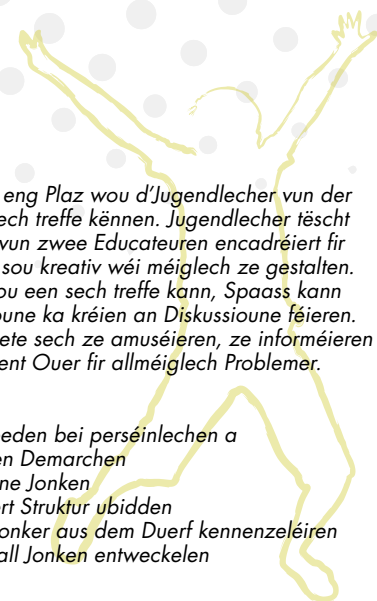 eng Plaz wou d'Jugendlecher vun der
ech treffe kënnen. Jugendlecher tëscht
vun zwee Educateuren encadréiert fir
sou kreativ wéi méiglech ze gestalten.
ou een sech treffe kann, Spaass kann
oune ka kréien an Diskussioune féieren.
ete sech ze amuséieren, ze informéieren
ent Ouer fir allméiglech Problemer.
eeden bei perséinlechen a
en Demarchen
ne Jonken
ert Struktur ubidden
onker aus dem Duerf kennenzeléiren
all Jonken entweckelen